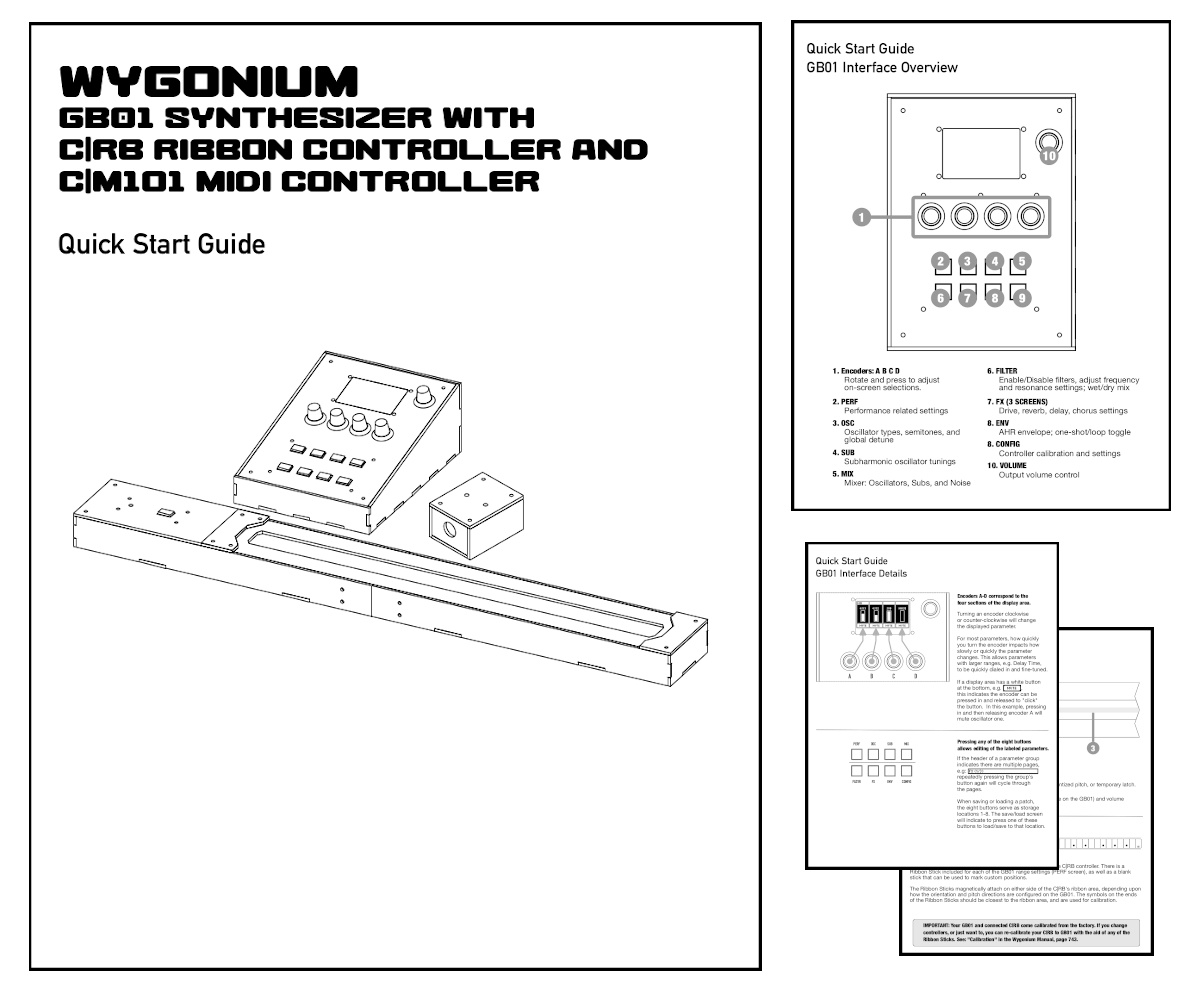 WYGONIUM
GB01 SYNTHESIZER WITH
C|RB RIBBON CONTROLLER AND
C|M101 MIDI CONTROLLER
Quick Start Guide
Quick Start Guide
GB01 Interface Overview
10
1
2 3 4 5
6 7 8 9
1. Encoders: A B C D
Rotate and press to adjust
on-screen selections.
2. PERF
Performance related settings
3. OSC
Oscillator types, semitones, and
global detune
4. SUB
Subharmonic oscillator tunings
5. MIX
Mixer: Oscillators, Subs, and Noise
6. FILTER
Enable/Disable filters, adjust frequency
and resonance settings; wet/dry mix
7. FX (3 SCREENS)
Drive, reverb, delay, chorus settings
8. ENV
AHR envelope; one-shot/loop toggle
8. CONFIG
Controller calibration and settings
10. VOLUME
Output volume control
Quick Start Guide
GB01 Interface Details
A B C D
Encoders A-D correspond to the
four sections of the display area.
Turning an encoder clockwise
or counter-clockwise will change
the displayed parameter.
For most parameters, how quickly
you turn the encoder impacts how
slowly or quickly the parameter
changes. This allows parameters
with larger ranges, e.g. Delay Time,
to be quickly dialed in and fine-tuned.
If a display area has a white button
at the bottom, e.g.
this indicates the encoder can be
pressed in and released to "click"
the button. In this example, pressing
in and then releasing encoder A will
mute oscillator one.
PERF OSC SUB MIX
FILTER FX ENV CONFIG
Pressing any of the eight buttons
allows editing of the labeled parameters.
If the header of a parameter group
indicates there are multiple pages,
e.g.
repeatedly pressing the group's
button again will cycle through
the pages.
When saving or loading a patch,
the eight buttons serve as storage
locations 1-8. The save/load screen
will indicate to press one of these
buttons to load/save to that location.
3
ntized pitch, or temporary latch.
on the GB01) and volume
C|RB controller. There is a
Ribbon Stick included for each of the GB01 range settings (PERF screen), as well as a blank
stick that can be used to mark custom positions.
The Ribbon Sticks magnetically attach on either side of the C|RB's ribbon area, depending upon
how the orientation and pitch directions are configured on the GB01. The symbols on the ends
of the Ribbon Sticks should be closest to the ribbon area, and are used for calibration.
IMPORTANT: Your GB01 and connected C|RB came calibrated from the factory. If you change
controllers, or just want to, you can re-calibrate your C|RB to GB01 with the aid of any of the
Ribbon Sticks. See: "Calibration" in the Wygonium Manual, page 743.